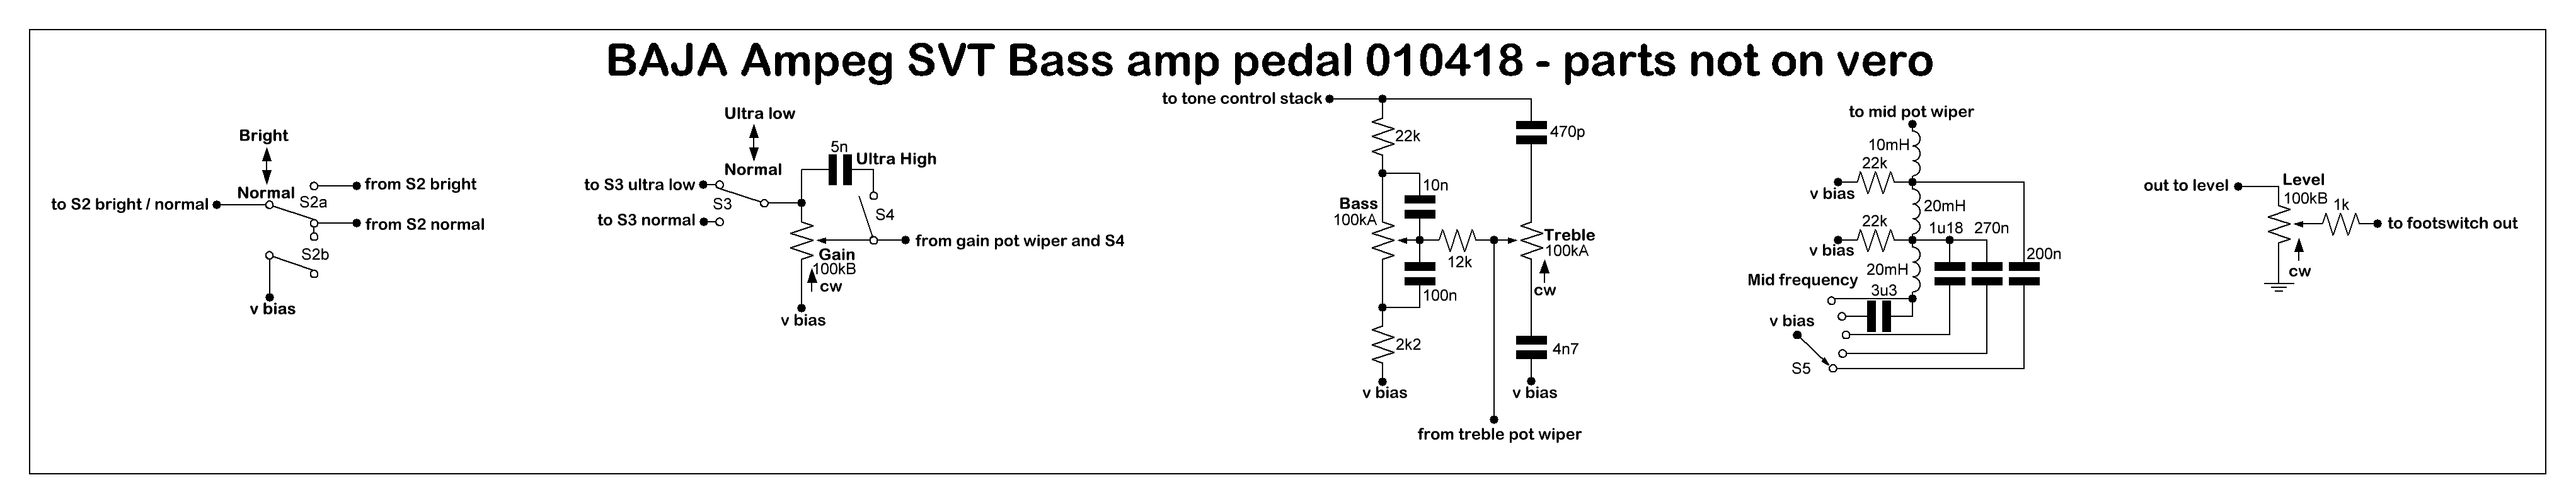 BAJA Ampeg SVT Bass amp pedal 010418 - parts not on vero
Bright
Normal
to S2 bright / normal
S2a
from S2 bright
from S2 normal
S2b
v bias
Ultra low
Normal
to S3 ultra low
S3
to S3 normal
5n
Ultra High
S4
from gain pot wiper and S4
Gain
100kB
cw
v bias
to tone control stack
22k
470p
10n
Bass
100kA
12k
Treble
100kA
100n
cw
2k2
4n7
v bias
v bias
from treble pot wiper
to mid pot wiper
10mH
22k
v bias
20mH
22k
1u18
270n
v bias
20mH
200n
Mid frequency
3u3
v bias
S5
out to level
Level
100kB
1k
to footswitch out
cw